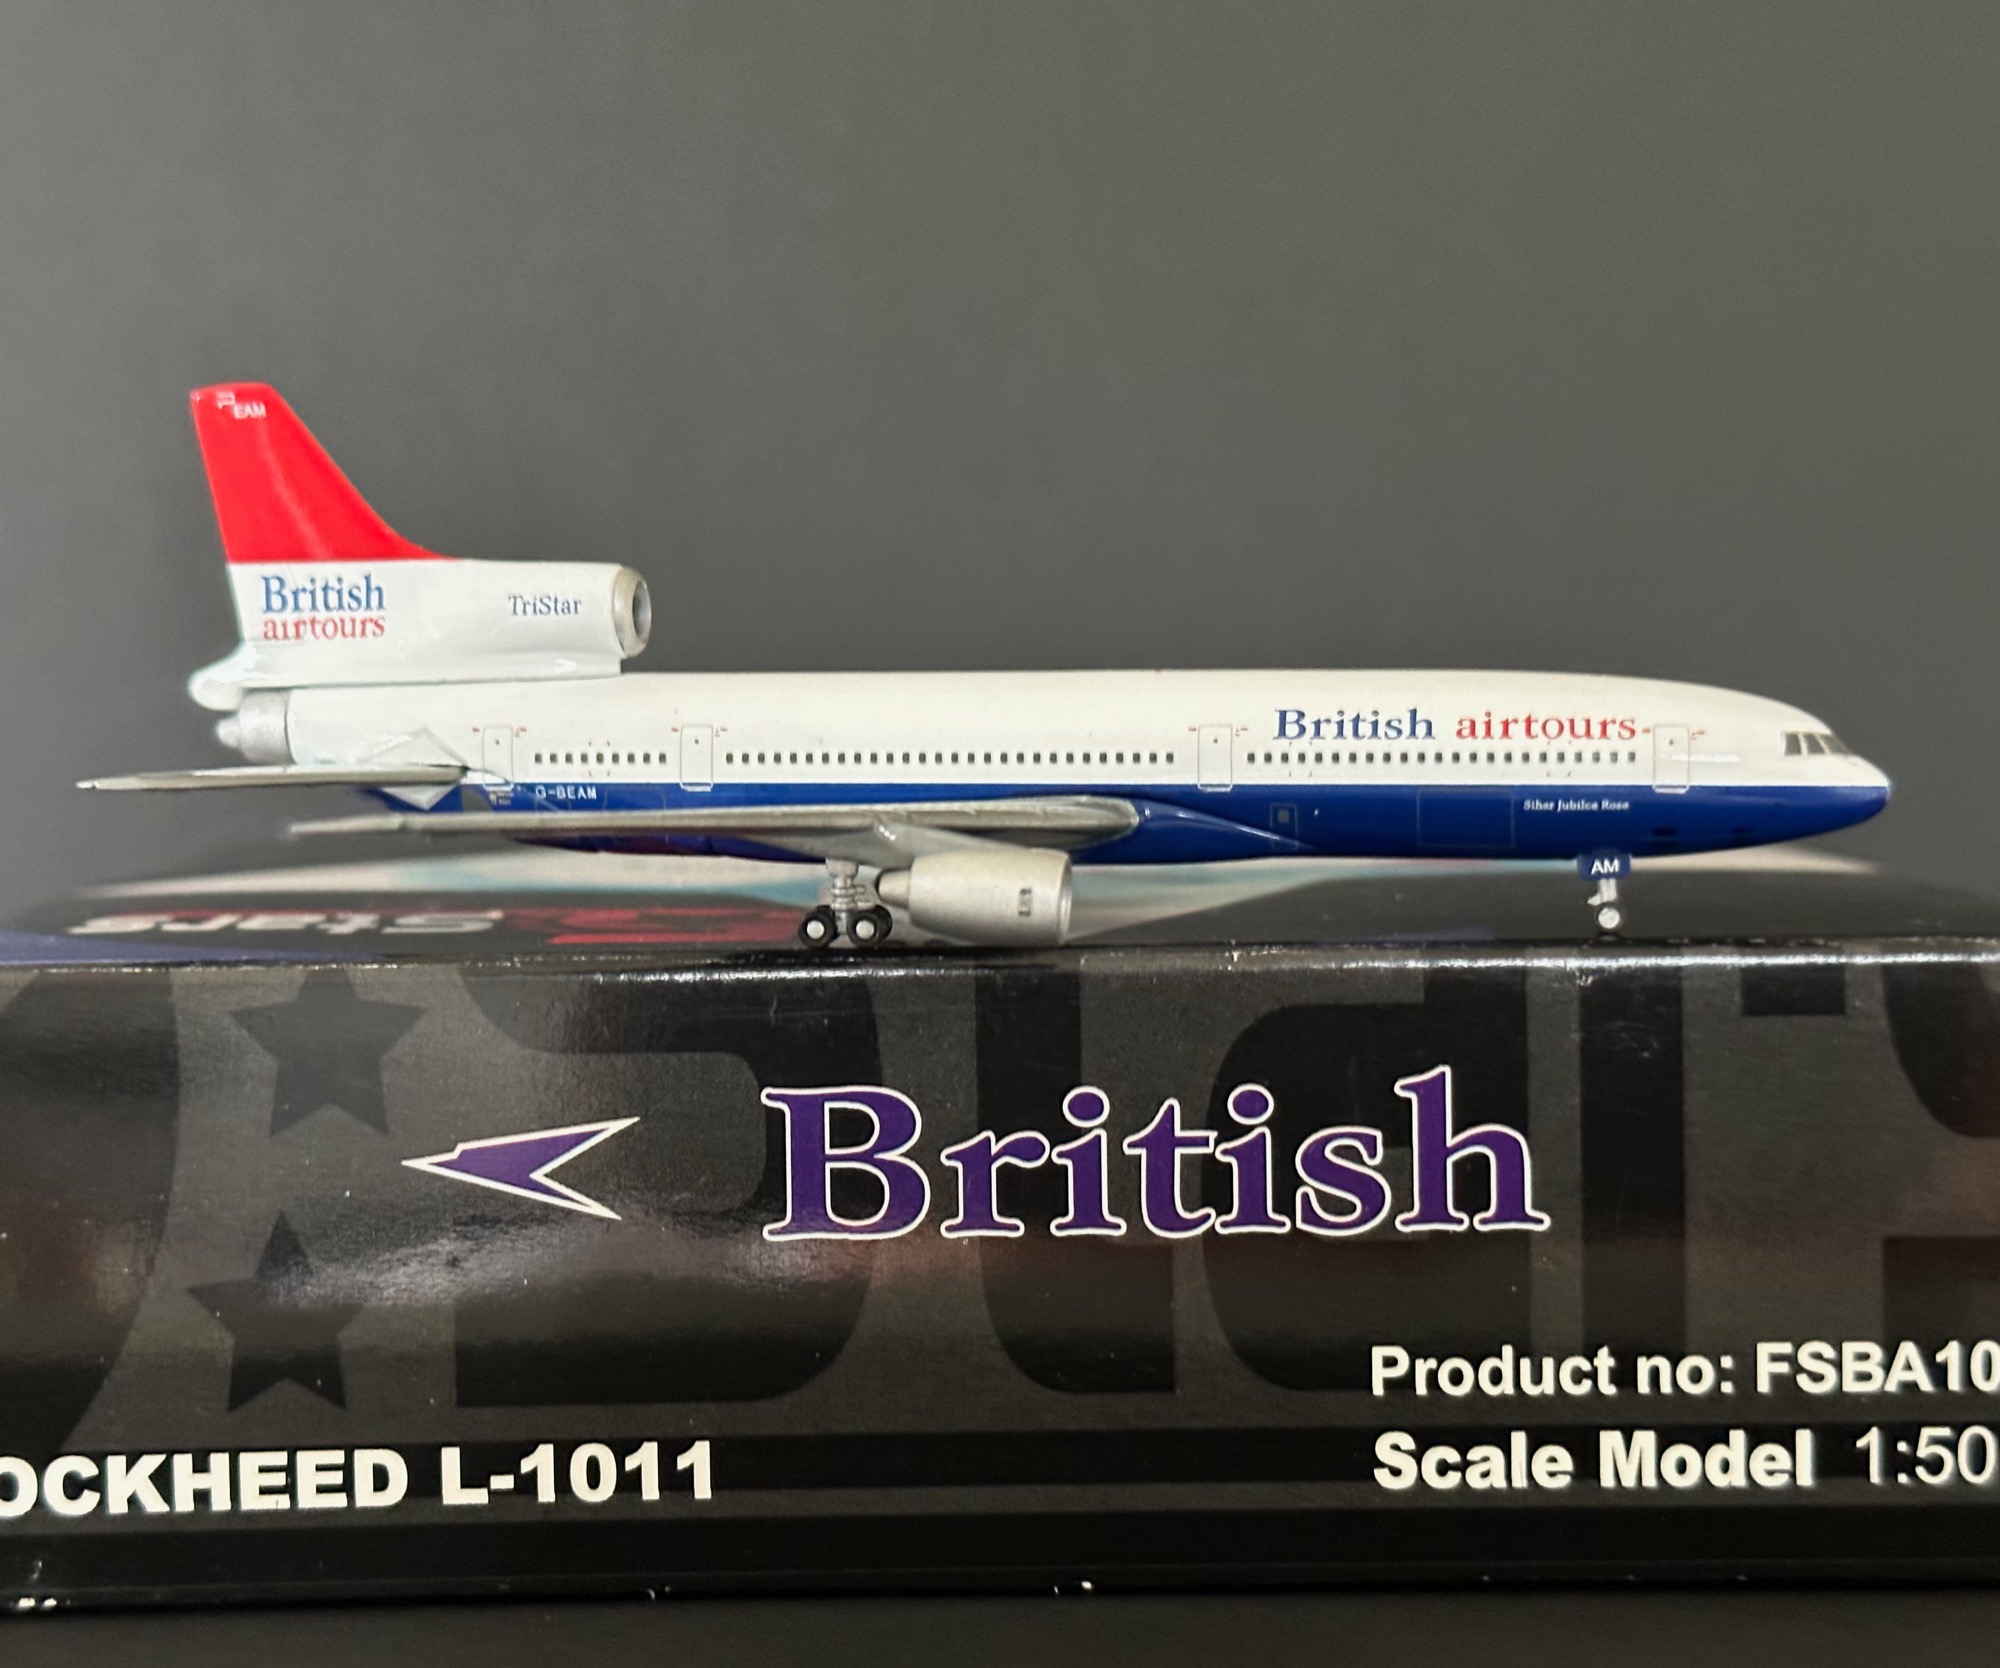 EAM
British
airtours
TriStar
British airtours
G-BEAM
Silver Jubilee Rose
AM
Stars
British
Product no: FSBA10
OCKHEED L-1011
Scale Model 1:50